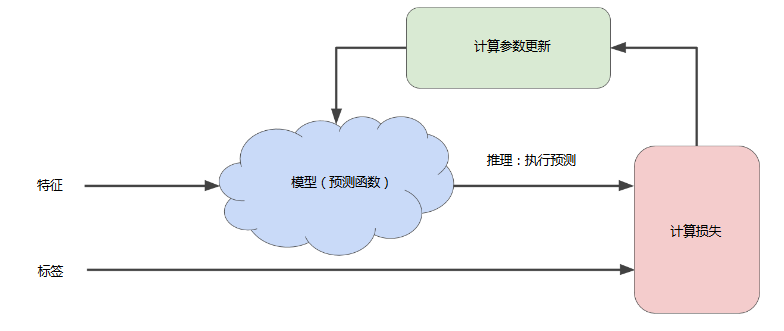 计算参数更新
推理：执行预测
模型（预测函数）
特征
计算损失
标签